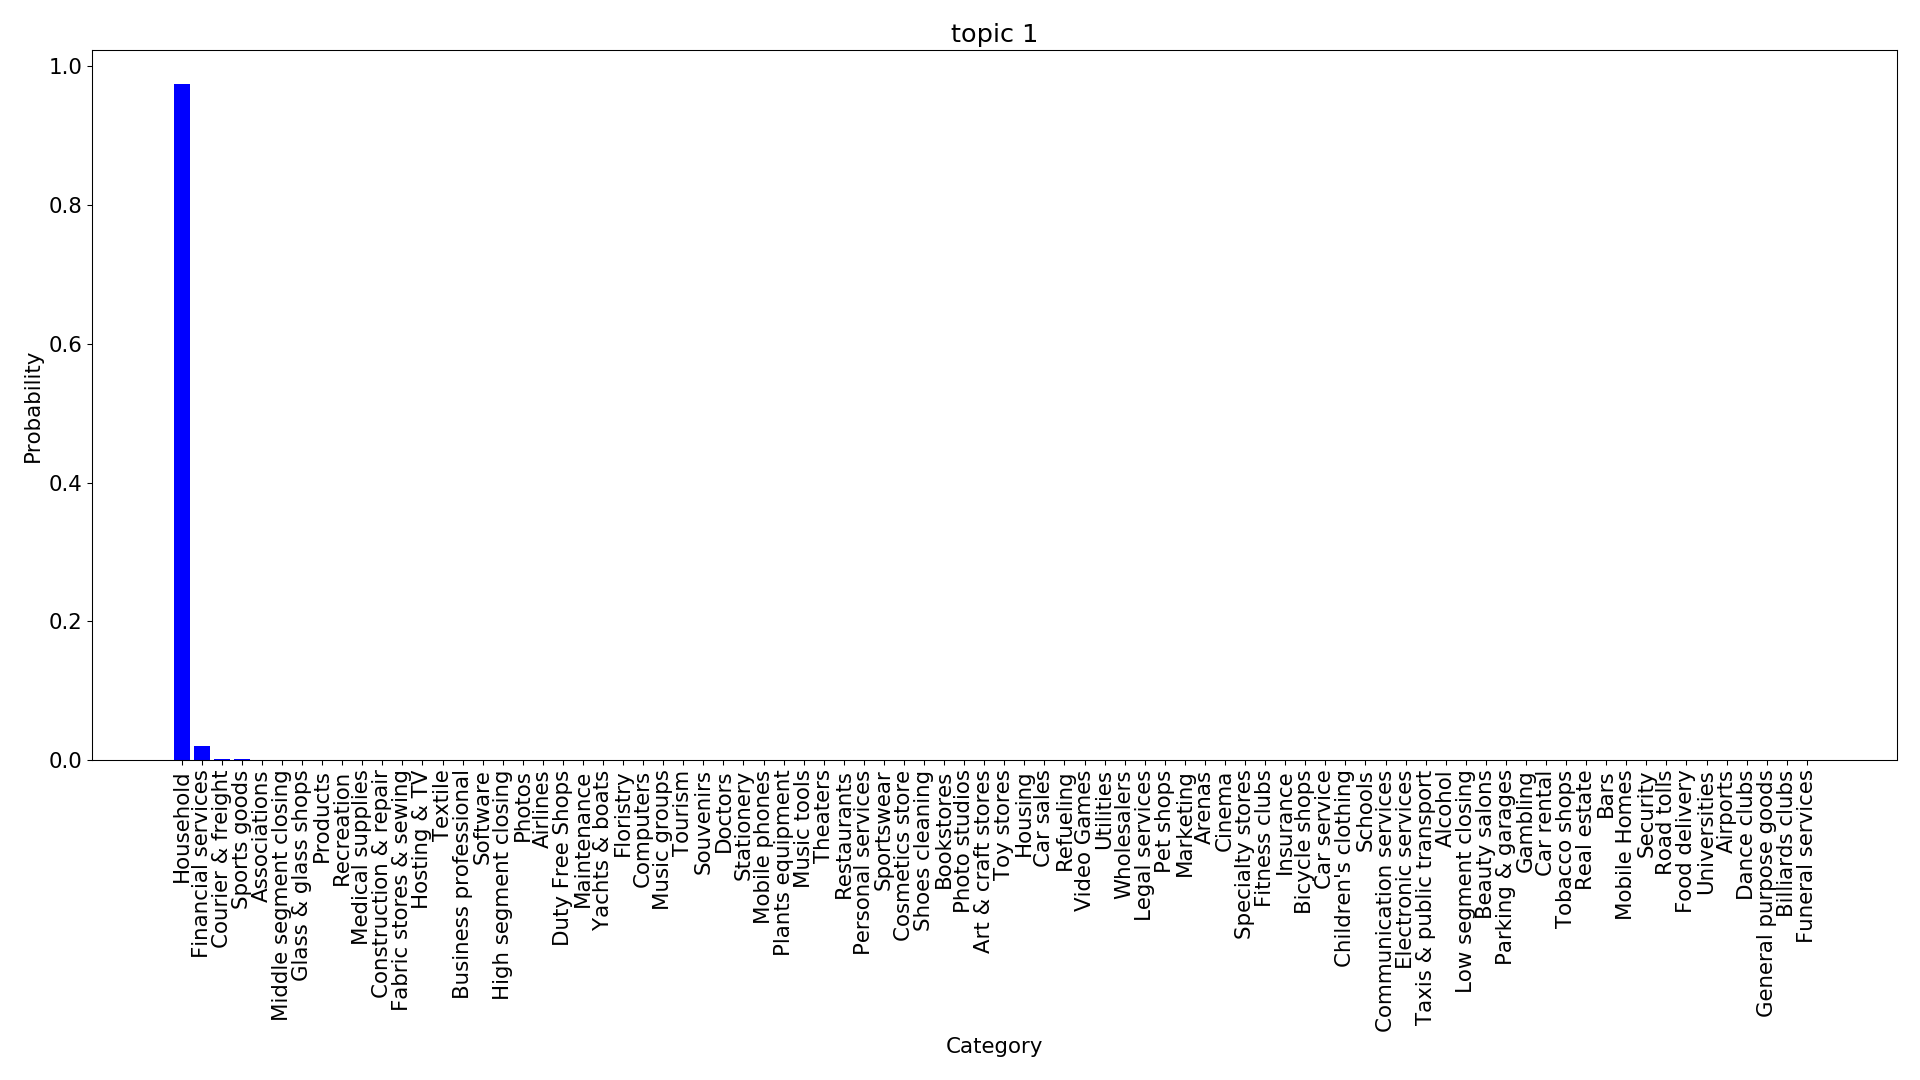 topic 1
1.0
0.8
0.6
0.4
0.2
0.0
Probability
Household
Financial services
Courier & freight
Sports goods
Associations
Middle segment closing
Glass & glass shops
Products
Recreation
Medical supplies
Construction & repair
Fabric stores & sewing
Hosting & TV
Textile
Business professional
Software
High segment closing
Photos
Airlines
Duty Free Shops
Maintenance
Yachts & boats
Floristry
Computers
Music groups
Tourism
Souvenirs
Doctors
Stationery
Mobile phones
Plants equipment
Music tools
Theaters
Restaurants
Personal services
Sportswear
Cosmetics store
Shoes cleaning
Bookstores
Photo studios
Art & craft stores
Toy stores
Housing
Car sales
Refueling
Video Games
Utilities
Wholesalers
Legal services
Pet shops
Marketing
Arenas
Cinema
Specialty stores
Fitness clubs
Insurance
Bicycle shops
Car service
Children's clothing
Schools
Communication services
Electronic services
Taxis & public transport
Alcohol
Low segment closing
Beauty salons
Parking & garages
Gambling
Car rental
Tobacco shops
Real estate
Bars
Mobile Homes
Security
Road tolls
Food delivery
Universities
Airports
Dance clubs
General purpose goods
Billiards clubs
Funeral services
Category